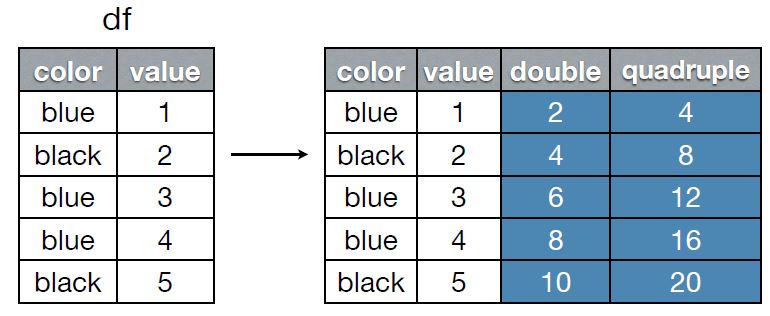 df
color value
blue 1
black 2
blue 3
blue 4
black 5
color value double quadruple
blue 1 2 4
black 2 4 8
blue 3 6 12
blue 4 8 16
black 5 10 20